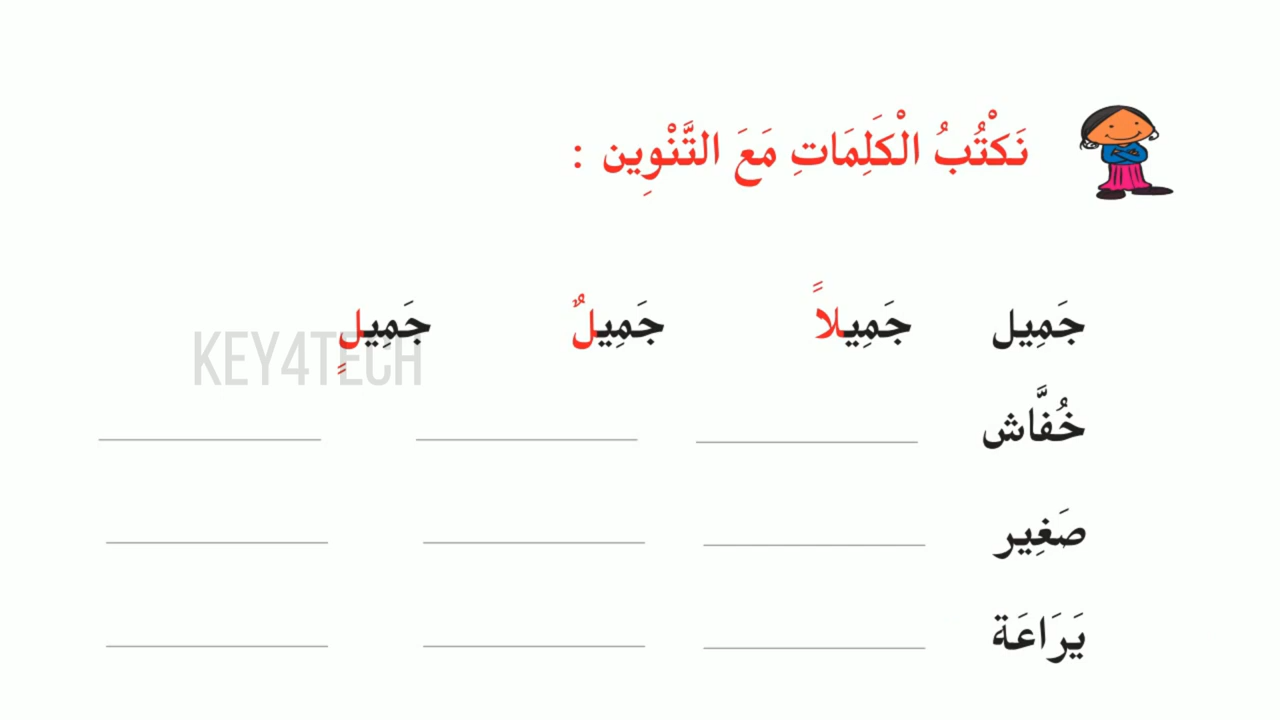 نَكْتُبُ الْكَلِمَاتِ مَعَ التَّنْوِين :
جَمِيل جَمِيلاً جَمِيلٌ جَمِيلٍ
KEY4TECH
خُفَّاش
صَغِير
يَرَاعَة